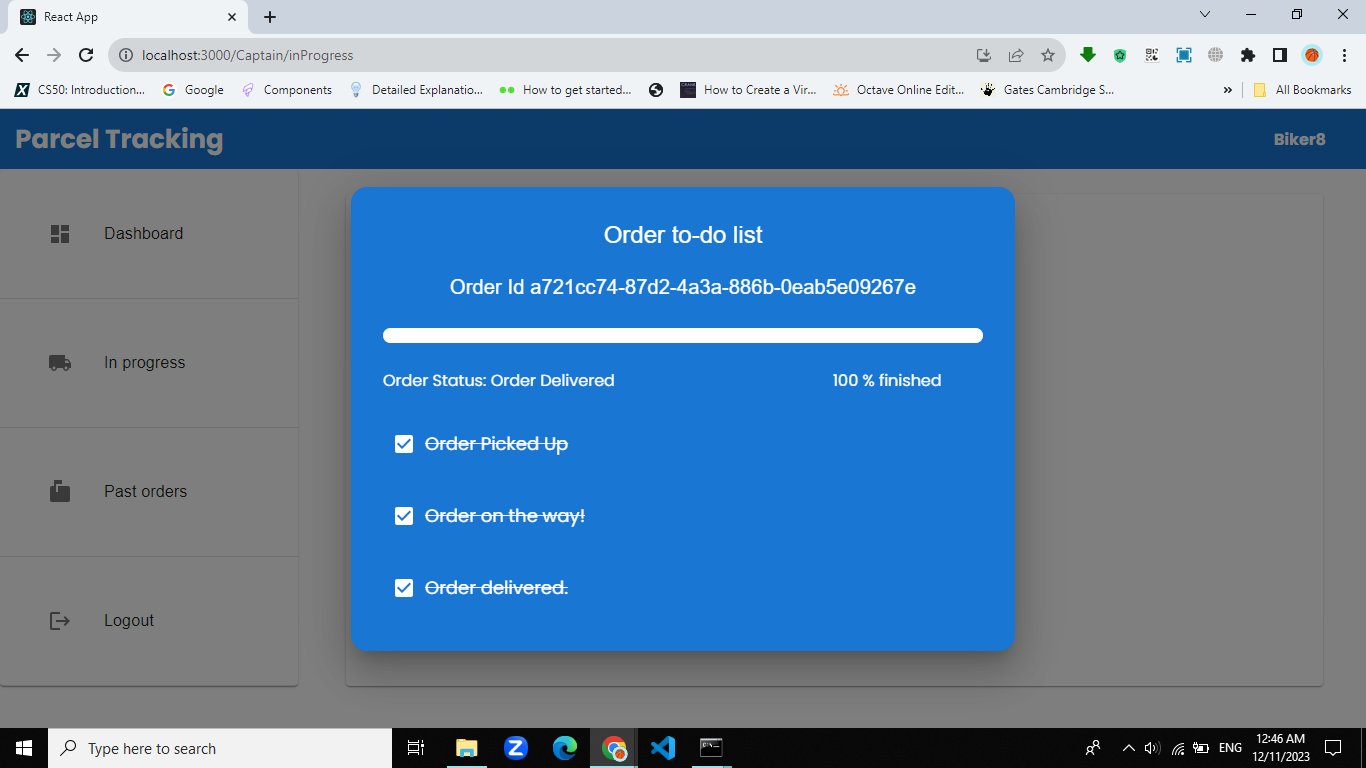 React App
localhost:3000/Captain/inProgress
CS50: Introduction...
Google
Components
Detailed Explanatio...
How to get started...
How to Create a Vir...
Octave Online Edit...
Gates Cambridge S...
»
All Bookmarks
Parcel Tracking
Biker8
Dashboard
In progress
Past orders
Logout
Order to-do list
Order Id a721cc74-87d2-4a3a-886b-0eab5e09267e
Order Status: Order Delivered
100 % finished
Order Picked Up
Order on the way!
Order delivered.
Type here to search
ENG
12:46 AM
12/11/2023